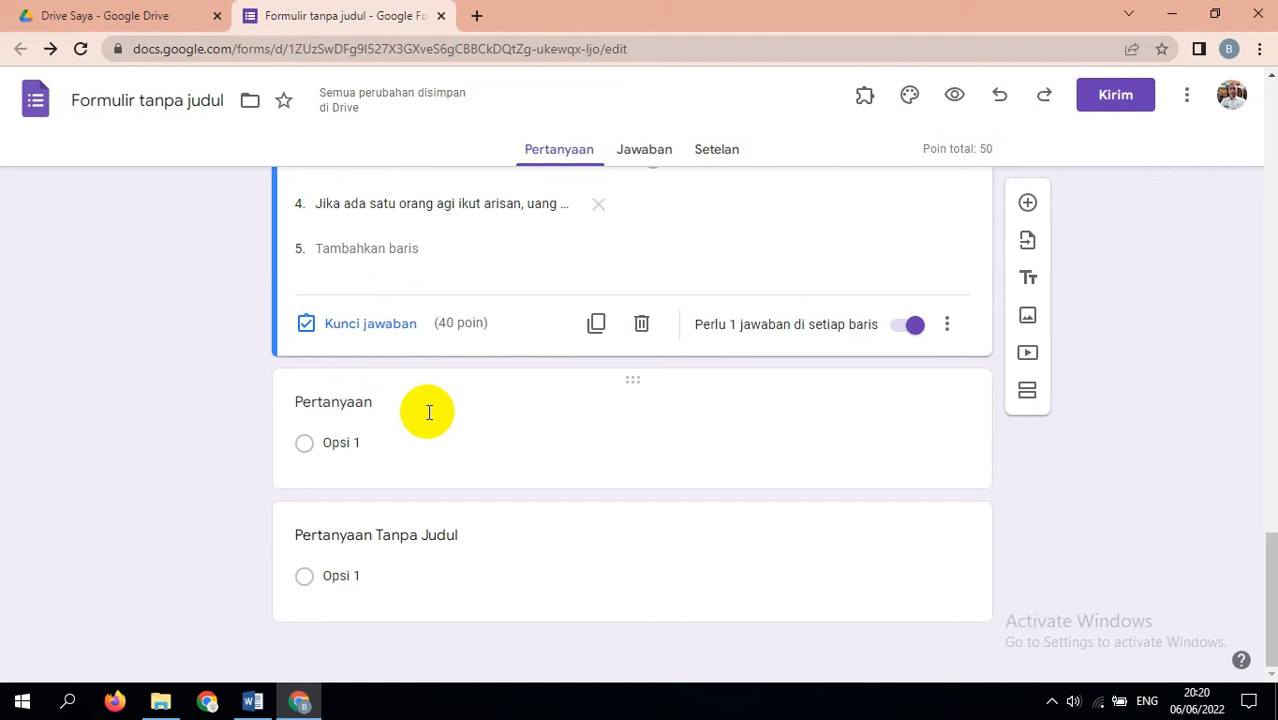 Drive Saya - Google Drive
Formulir tanpa judul - Google Fo
docs.google.com/forms/d/1ZUzSwDFg9I527X3GXveS6gCBBCkDQtZg-ukewqx-ljo/edit
B
Formulir tanpa judul
Semua perubahan disimpan
di Drive
Kirim
Pertanyaan
Jawaban
Setelan
Poin total: 50
4. Jika ada satu orang agi ikut arisan, uang ...
5. Tambahkan baris
Kunci jawaban (40 poin)
Perlu 1 jawaban di setiap baris
Pertanyaan
Opsi 1
Pertanyaan Tanpa Judul
Opsi 1
Activate Windows
Go to Settings to activate Windows.
ENG
20:20
06/06/2022